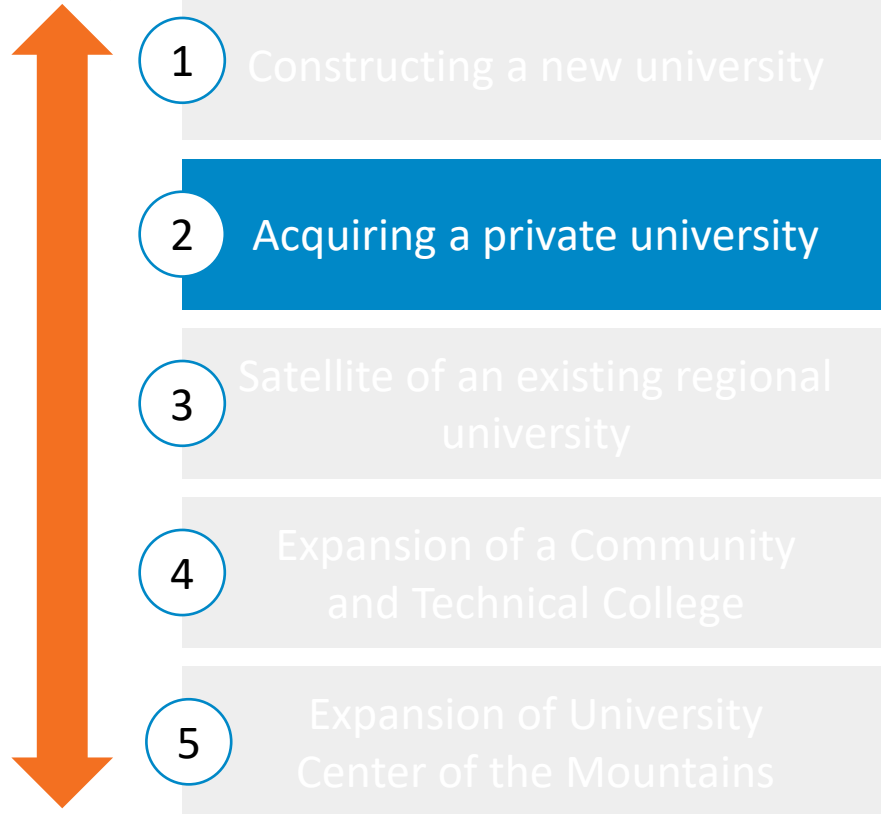 1
Constructing a new university
2
Acquiring a private university
3
Satellite of an existing regional
university
4
Expansion of a Community
and Technical College
5
Expansion of University
Center of the Mountains